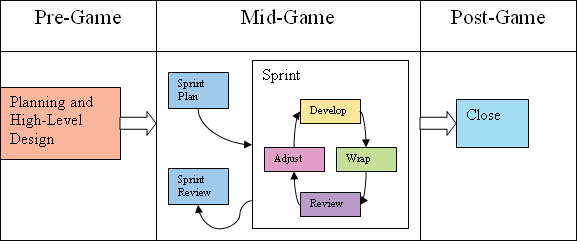 Pre-Game
Mid-Game
Post-Game
Planning and
High-Level
Design
Sprint
Plan
Sprint
Review
Sprint
Develop
Adjust
Wrap
Review
Close